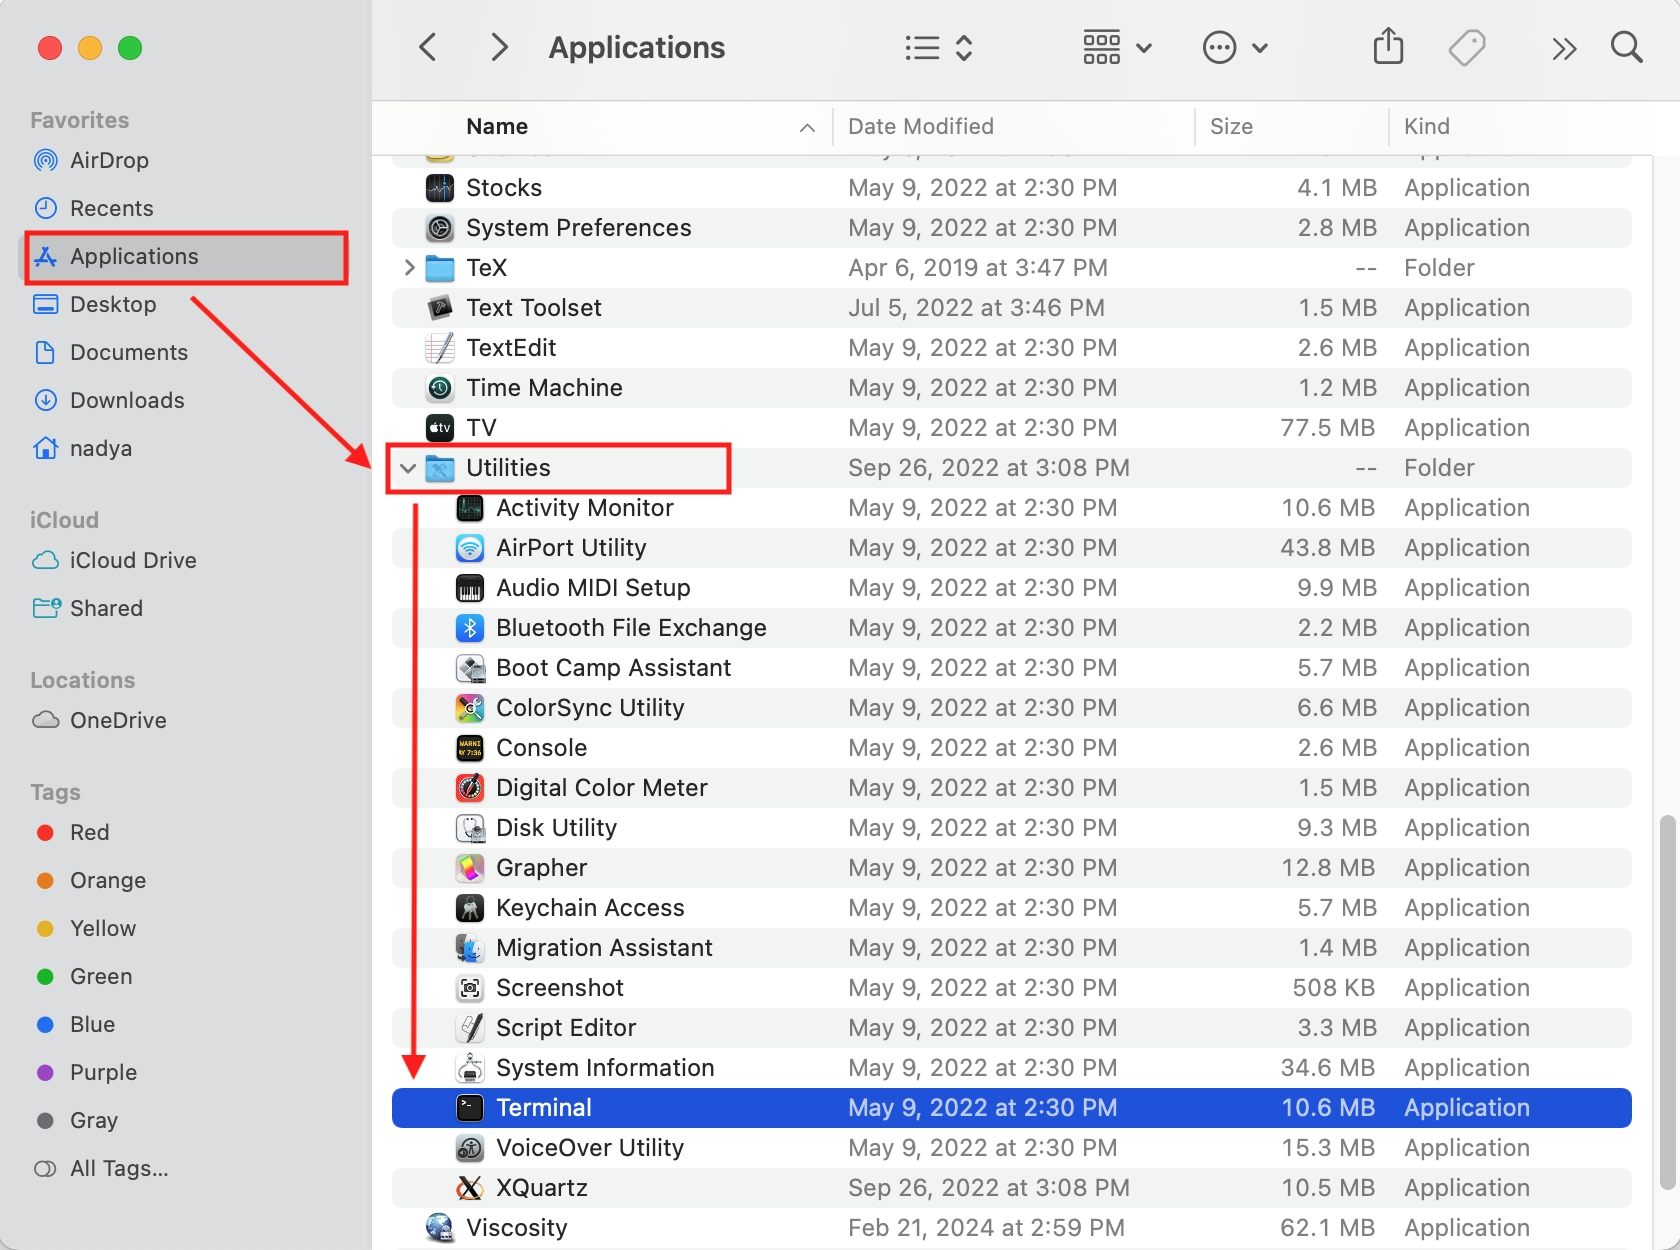 Applications
Favorites
AirDrop
Recents
Applications
Desktop
Documents
Downloads
nadya
iCloud
iCloud Drive
Shared
Locations
OneDrive
Tags
Red
Orange
Yellow
Green
Blue
Purple
Gray
All Tags...
Name Date Modified Size Kind
Stocks May 9, 2022 at 2:30 PM 4.1 MB Application
System Preferences May 9, 2022 at 2:30 PM 2.8 MB Application
TeX Apr 6, 2019 at 3:47 PM -- Folder
Text Toolset Jul 5, 2022 at 3:46 PM 1.5 MB Application
TextEdit May 9, 2022 at 2:30 PM 2.6 MB Application
Time Machine May 9, 2022 at 2:30 PM 1.2 MB Application
tv TV May 9, 2022 at 2:30 PM 77.5 MB Application
Utilities Sep 26, 2022 at 3:08 PM -- Folder
Activity Monitor May 9, 2022 at 2:30 PM 10.6 MB Application
AirPort Utility May 9, 2022 at 2:30 PM 43.8 MB Application
Audio MIDI Setup May 9, 2022 at 2:30 PM 9.9 MB Application
Bluetooth File Exchange May 9, 2022 at 2:30 PM 2.2 MB Application
Boot Camp Assistant May 9, 2022 at 2:30 PM 5.7 MB Application
ColorSync Utility May 9, 2022 at 2:30 PM 6.6 MB Application
Console May 9, 2022 at 2:30 PM 2.6 MB Application
Digital Color Meter May 9, 2022 at 2:30 PM 1.5 MB Application
Disk Utility May 9, 2022 at 2:30 PM 9.3 MB Application
Grapher May 9, 2022 at 2:30 PM 12.8 MB Application
Keychain Access May 9, 2022 at 2:30 PM 5.7 MB Application
Migration Assistant May 9, 2022 at 2:30 PM 1.4 MB Application
Screenshot May 9, 2022 at 2:30 PM 508 KB Application
Script Editor May 9, 2022 at 2:30 PM 3.3 MB Application
System Information May 9, 2022 at 2:30 PM 34.6 MB Application
Terminal May 9, 2022 at 2:30 PM 10.6 MB Application
VoiceOver Utility May 9, 2022 at 2:30 PM 15.3 MB Application
XQuartz Sep 26, 2022 at 3:08 PM 10.5 MB Application
Viscosity Feb 21, 2024 at 2:59 PM 62.1 MB Application